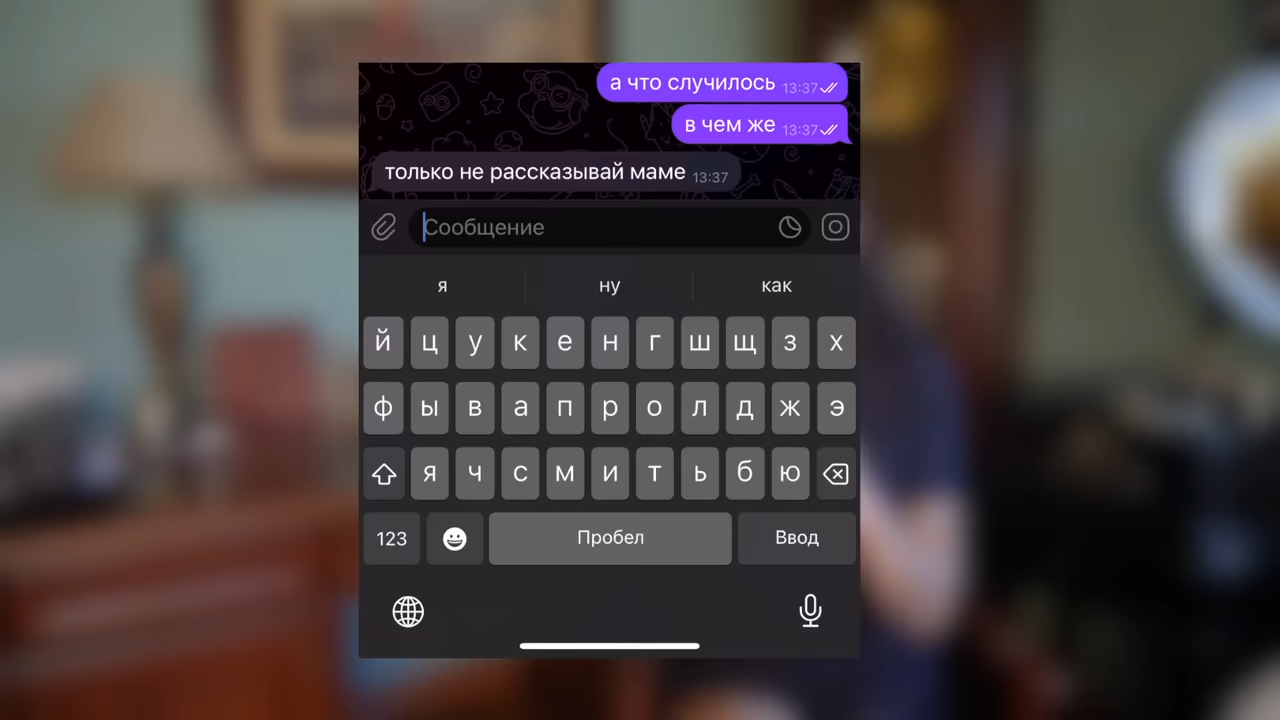 а что случилось 13:37
в чем же 13:37
только не рассказывай маме 13:37
Сообщение
я ну как
й ц у к е н г ш щ з х
ф ы в а п р о л д ж э
я ч с м и т ь б ю
123 Пробел Ввод